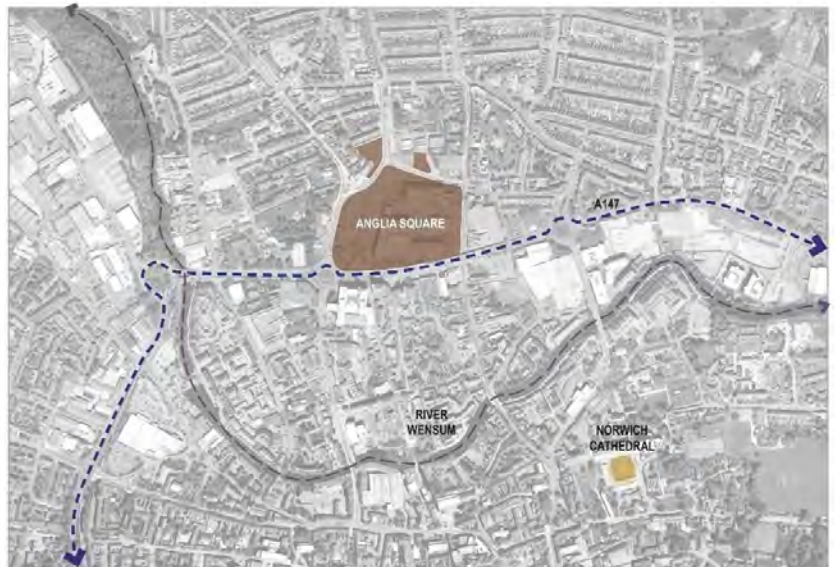 A147
ANGLIA SQUARE
RIVER
WENSUM
NORWICH
CATHEDRAL